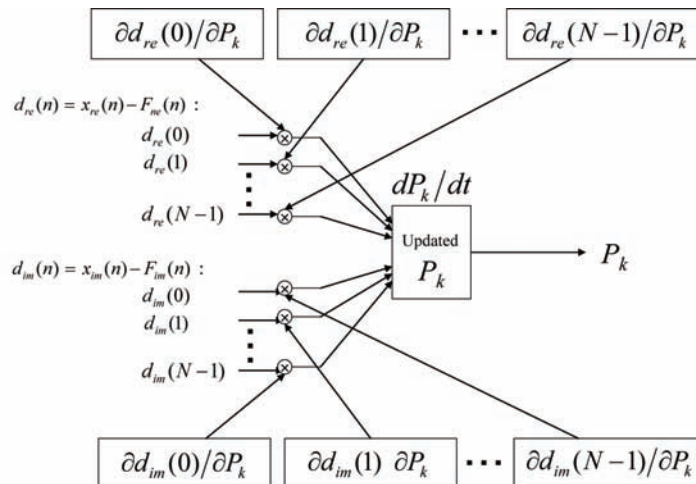 ∂d_re(0)/∂P_k ∂d_re(1)/∂P_k ··· ∂d_re(N−1)/∂P_k
d_re(n) = x_re(n) − F_ne(n) :
d_re(0)
d_re(1)
d_re(N−1)
dP_k/dt
Updated
P_k
P_k
d_im(n) = x_im(n) − F_im(n) :
d_im(0)
d_im(1)
d_im(N−1)
∂d_im(0)/∂P_k ∂d_im(1) ∂P_k ··· ∂d_im(N−1)/∂P_k